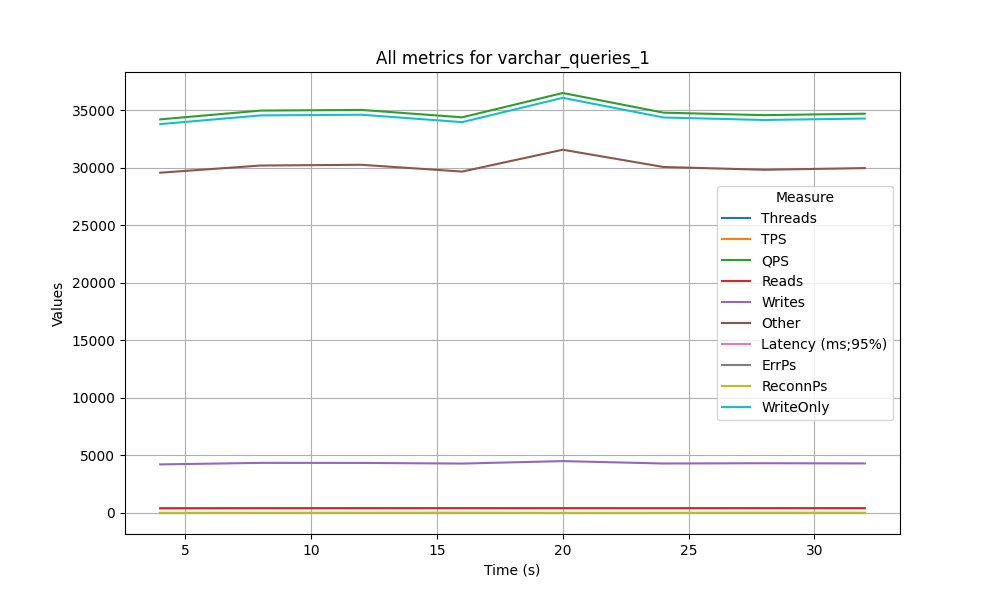 All metrics for varchar_queries_1
Values
35000
30000
25000
20000
15000
10000
5000
0
Measure
Threads
TPS
QPS
Reads
Writes
Other
Latency (ms;95%)
ErrPs
ReconnPs
WriteOnly
5 10 15 20 25 30
Time (s)